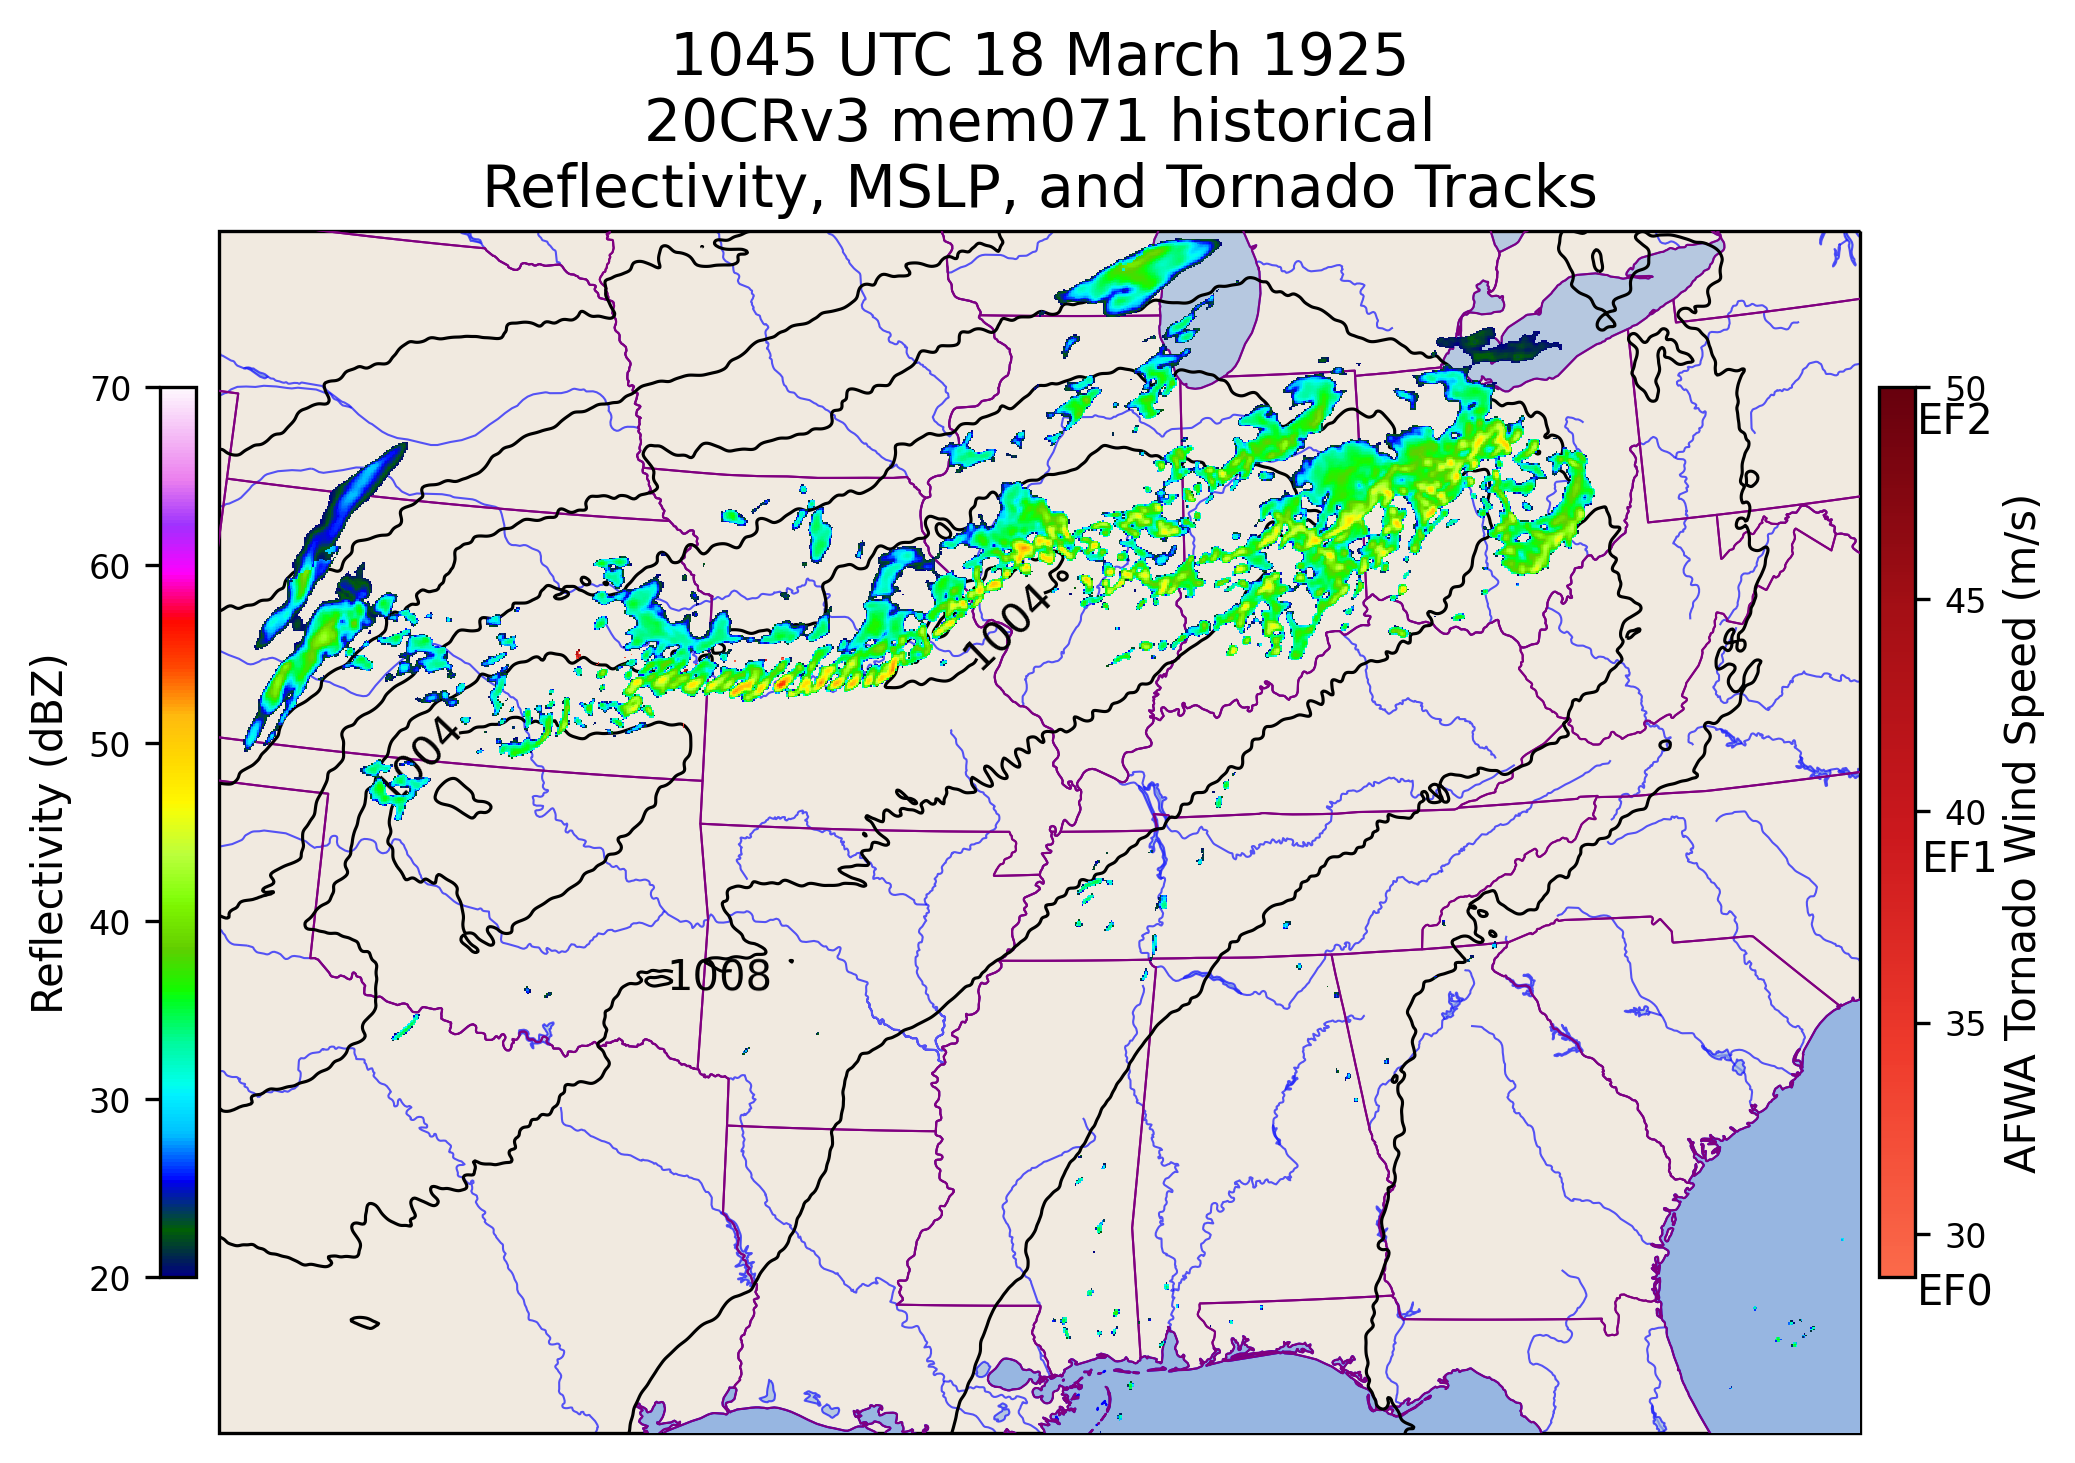 1045 UTC 18 March 1925
20CRv3 mem071 historical
Reflectivity, MSLP, and Tornado Tracks
Reflectivity (dBZ)
70
60
50
40
30
20
1004
1004
1008
50
EF2
45
40
EF1
35
30
EF0
AFWA Tornado Wind Speed (m/s)